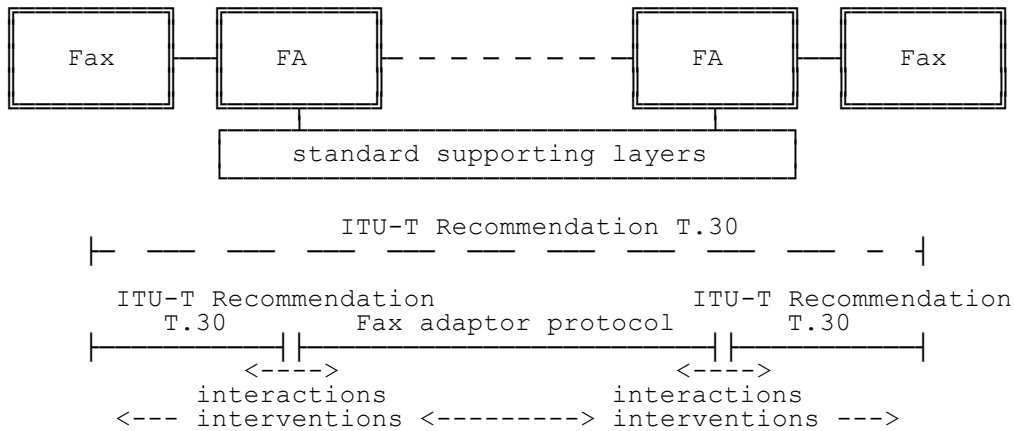 Fax FA FA Fax
standard supporting layers
ITU-T Recommendation T.30
ITU-T Recommendation ITU-T Recommendation
T.30 Fax adaptor protocol T.30
<----> <---->
interactions interactions
<--- interventions <---------> interventions --->